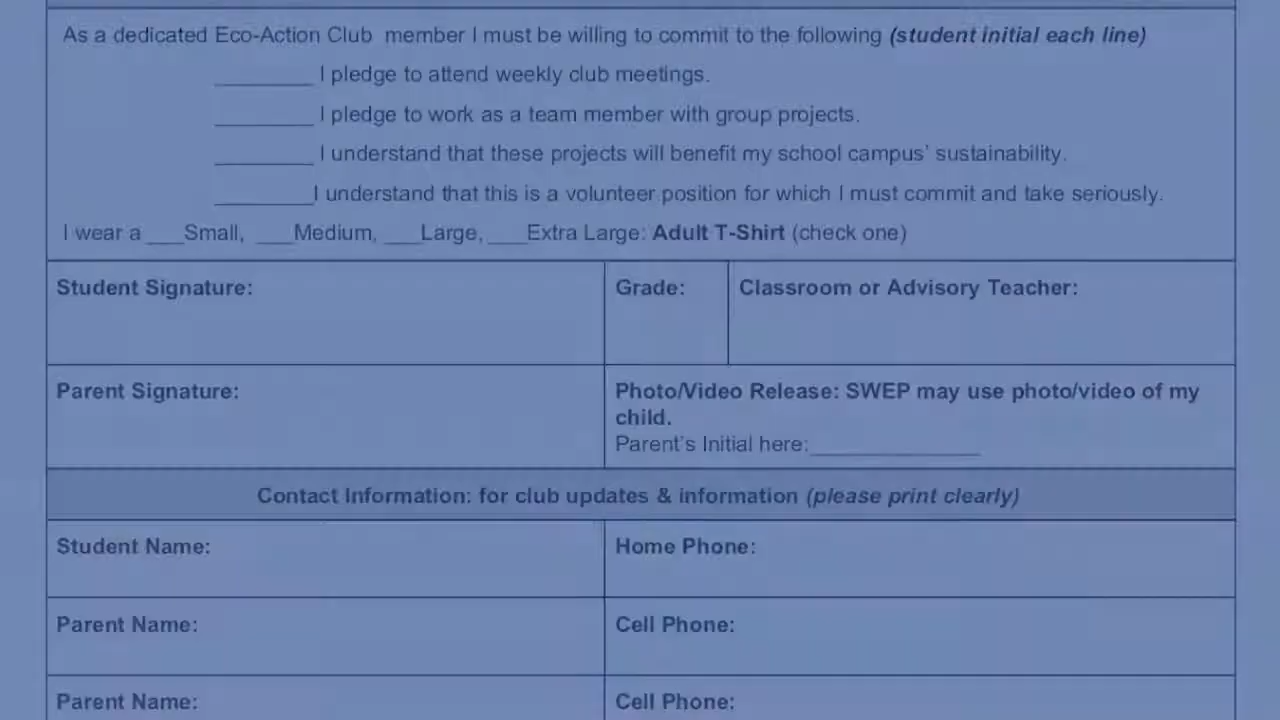 As a dedicated Eco-Action Club member I must be willing to commit to the following (student initial each line)
_________ I pledge to attend weekly club meetings.
_________ I pledge to work as a team member with group projects.
_________ I understand that these projects will benefit my school campus’ sustainability.
_________I understand that this is a volunteer position for which I must commit and take seriously.
I wear a ___Small, ___Medium, ___Large, ___Extra Large: Adult T-Shirt (check one)
Student Signature:
Grade:
Classroom or Advisory Teacher:
Parent Signature:
Photo/Video Release: SWEP may use photo/video of my
child.
Parent’s Initial here:_______________
Contact Information: for club updates & information (please print clearly)
Student Name:
Home Phone:
Parent Name:
Cell Phone:
Parent Name:
Cell Phone: